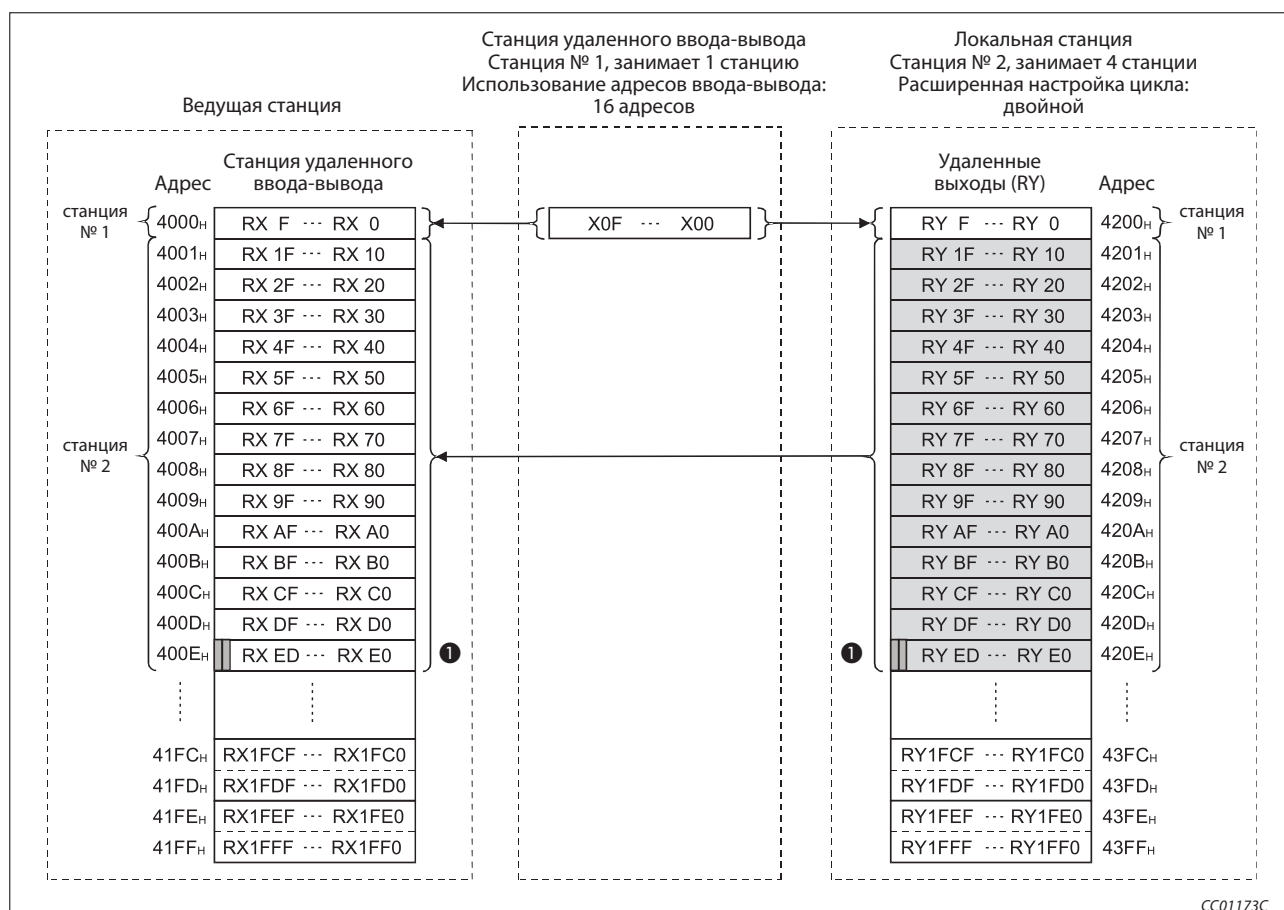 Станция удаленного ввода-вывода
Станция № 1, занимает 1 станцию
Использование адресов ввода-вывода:
16 адресов
Локальная станция
Станция № 2, занимает 4 станции
Расширенная настройка цикла:
двойной
Ведущая станция
Адрес
Станция удаленного
ввода-вывода
Удаленные
выходы (RY)
Адрес
станция
№ 1
4000H RX F ··· RX 0
X0F ··· X00
RY F ··· RY 0 4200H
станция
№ 1
4001H RX 1F ··· RX 10
RY 1F ··· RY 10 4201H
4002H RX 2F ··· RX 20
RY 2F ··· RY 20 4202H
4003H RX 3F ··· RX 30
RY 3F ··· RY 30 4203H
4004H RX 4F ··· RX 40
RY 4F ··· RY 40 4204H
4005H RX 5F ··· RX 50
RY 5F ··· RY 50 4205H
4006H RX 6F ··· RX 60
RY 6F ··· RY 60 4206H
4007H RX 7F ··· RX 70
RY 7F ··· RY 70 4207H
станция
№ 2
4008H RX 8F ··· RX 80
RY 8F ··· RY 80 4208H
станция
№ 2
4009H RX 9F ··· RX 90
RY 9F ··· RY 90 4209H
400AH RX AF ··· RX A0
RY AF ··· RY A0 420AH
400BH RX BF ··· RX B0
RY BF ··· RY B0 420BH
400CH RX CF ··· RX C0
RY CF ··· RY C0 420CH
400DH RX DF ··· RX D0
RY DF ··· RY D0 420DH
400EH RX ED ··· RX E0 ❶
❶ RY ED ··· RY E0 420EH
41FCH RX1FCF ··· RX1FC0
RY1FCF ··· RY1FC0 43FCH
41FDH RX1FDF ··· RX1FD0
RY1FDF ··· RY1FD0 43FDH
41FEH RX1FEF ··· RX1FE0
RY1FEF ··· RY1FE0 43FEH
41FFH RX1FFF ··· RX1FF0
RY1FFF ··· RY1FF0 43FFH
CC01173C